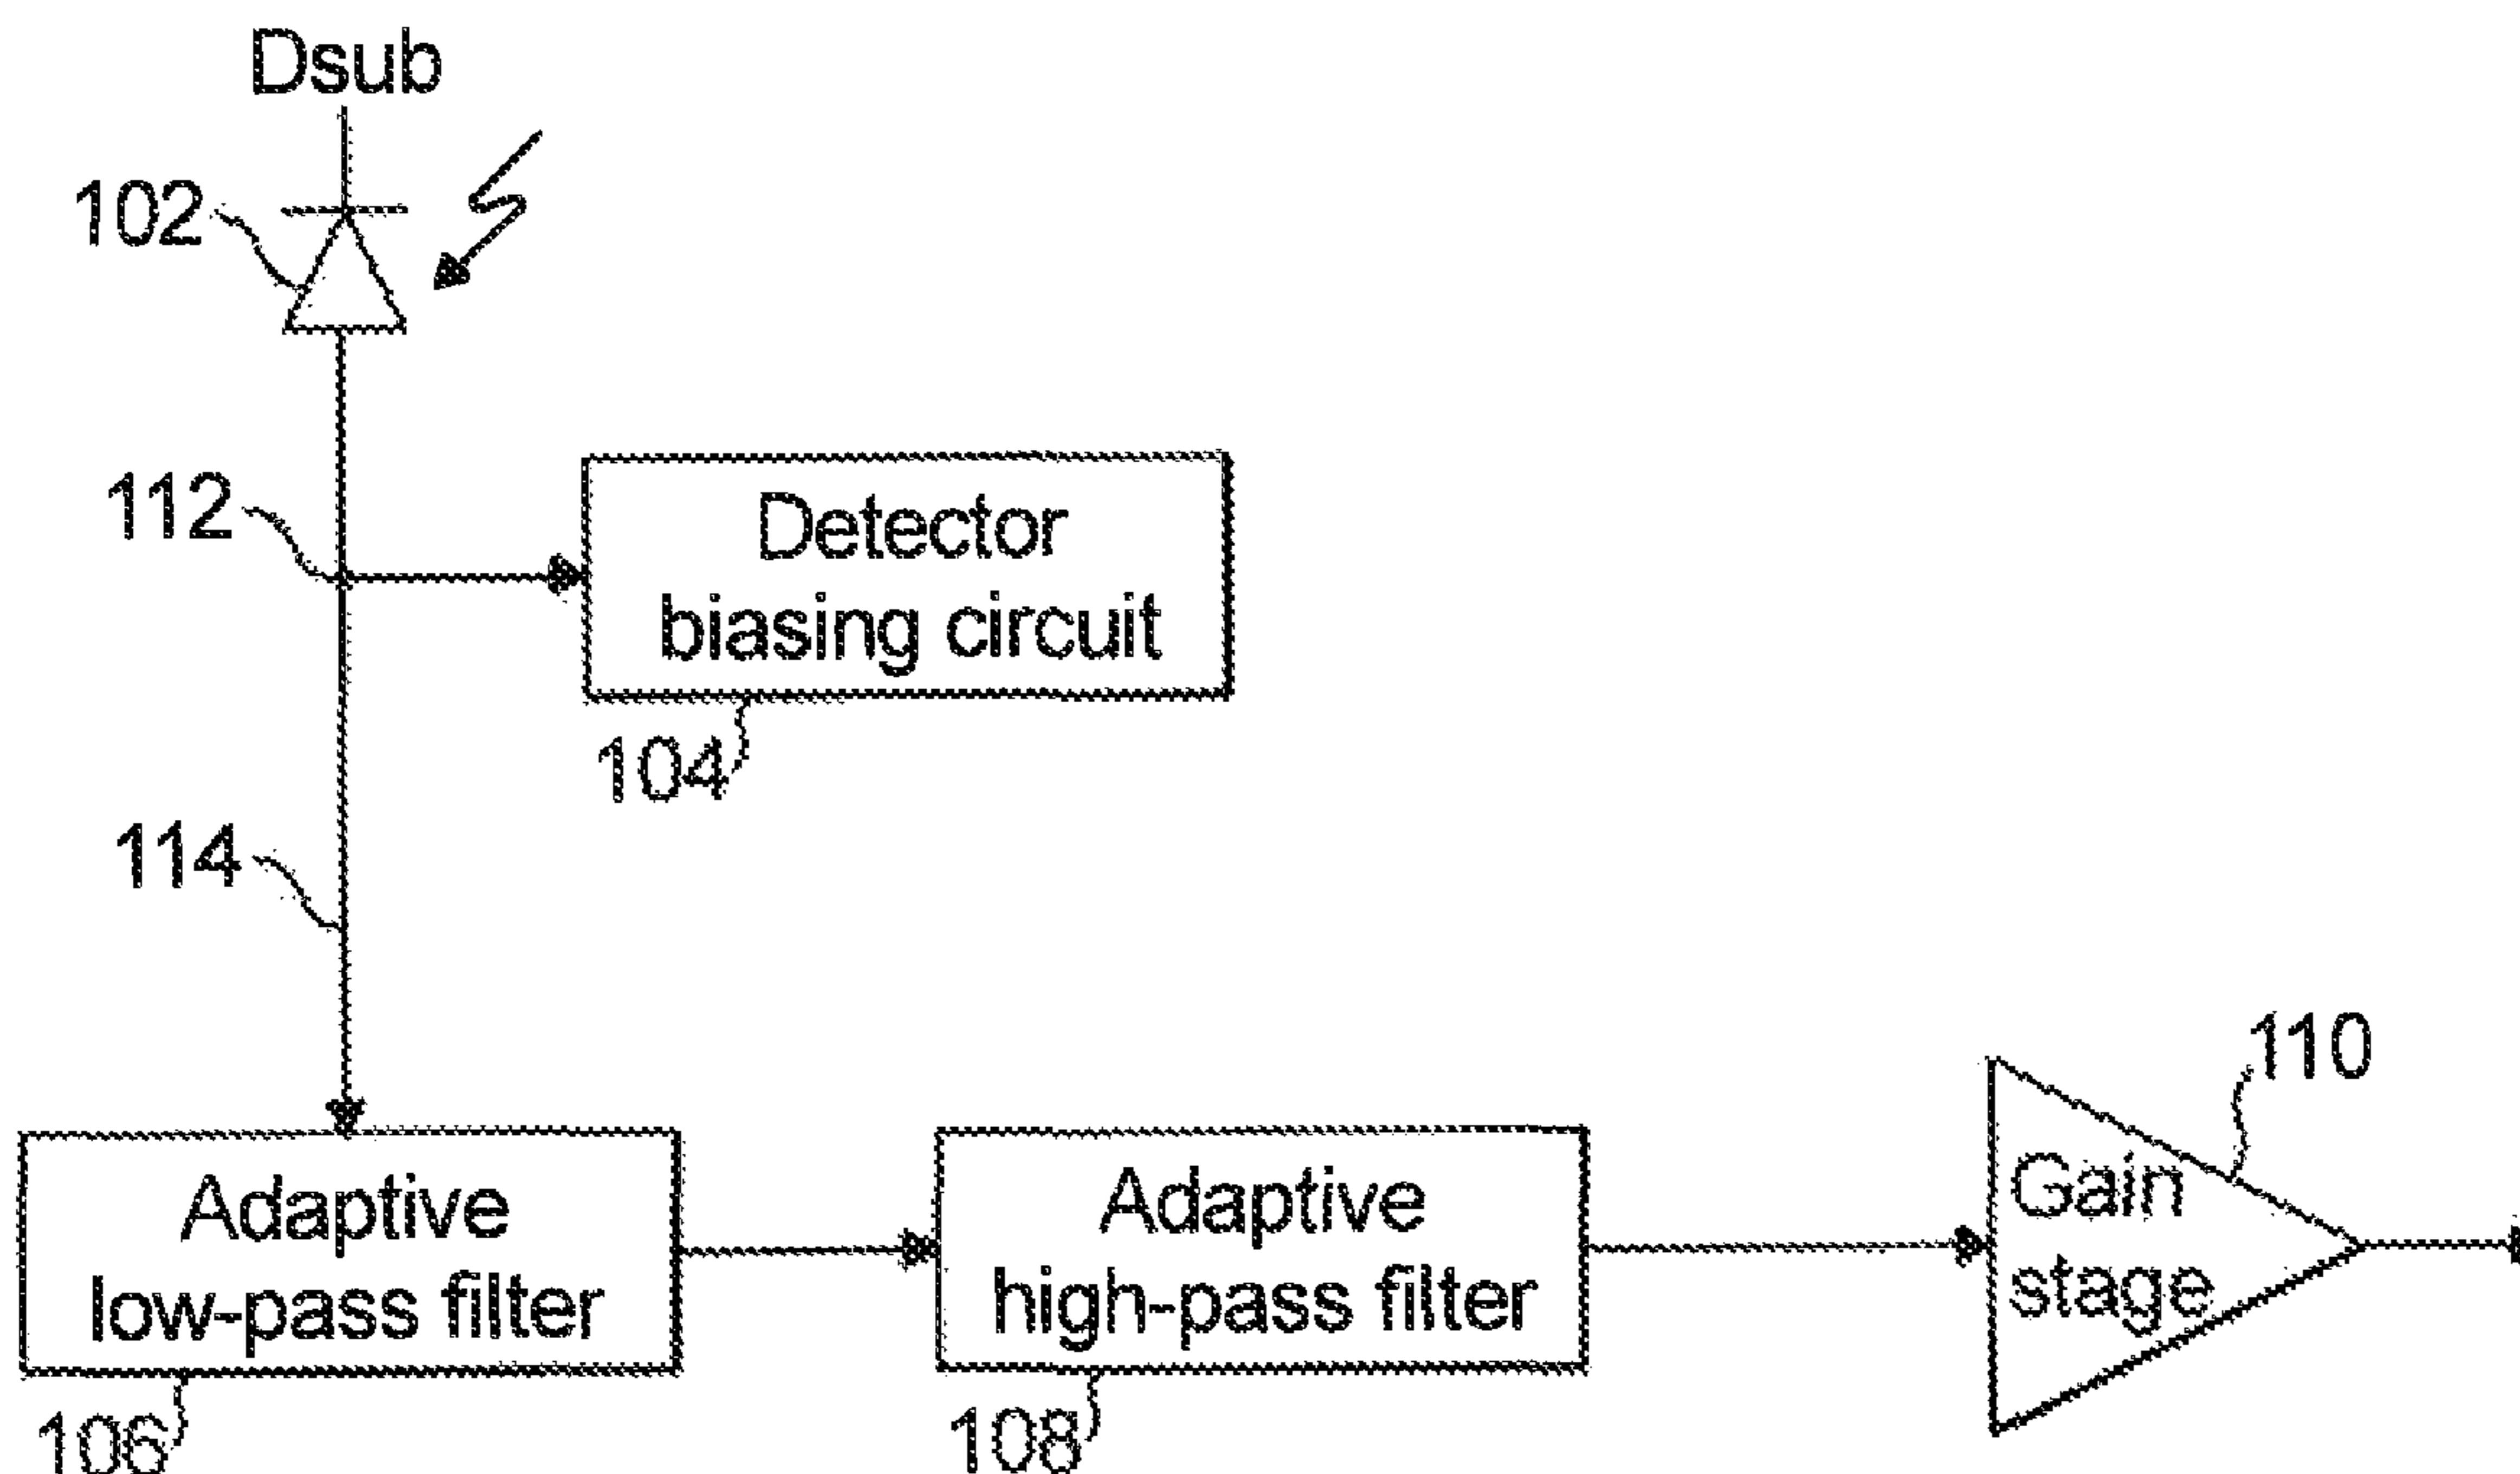 Dsub
102
112
Detector
biasing circuit
104
114
110
Adaptive
low-pass filter
Adaptive
high-pass filter
Gain
stage
106
108